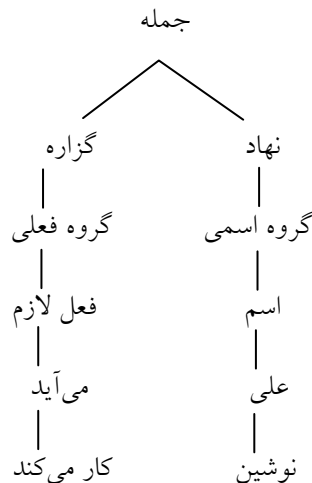 جمله
نهاد گزاره
گروه اسمی گروه فعلی
اسم فعل لازم
علی می‌آید
نوشین کار می‌کند